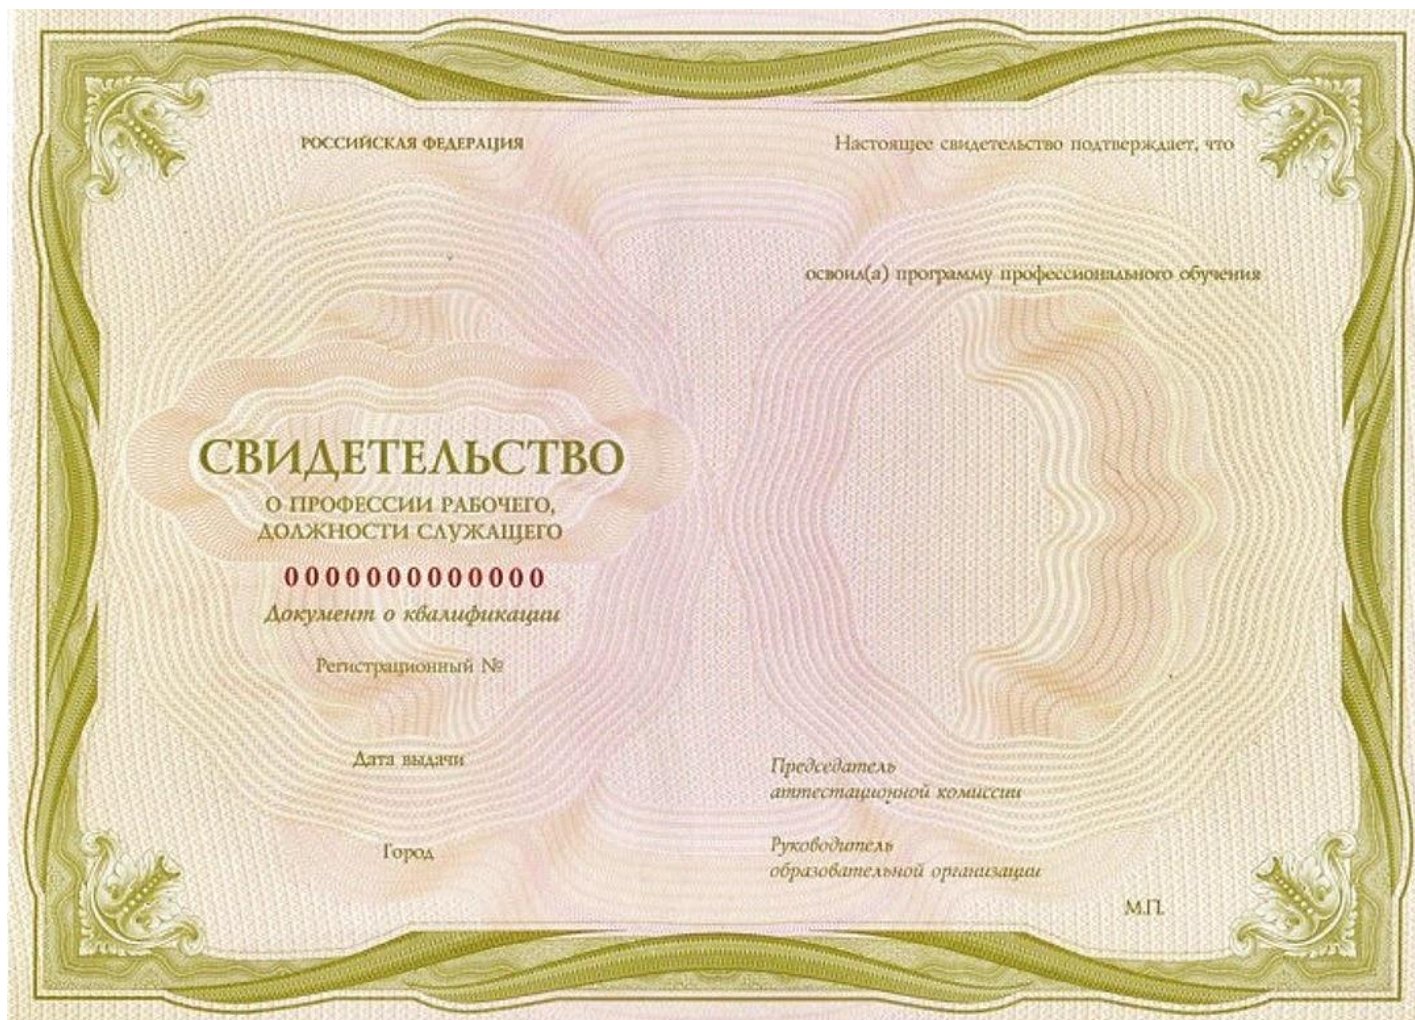 РОССИЙСКАЯ ФЕДЕРАЦИЯ
СВИДЕТЕЛЬСТВО
О ПРОФЕССИИ РАБОЧЕГО,
ДОЛЖНОСТИ СЛУЖАЩЕГО
0000000000000
Документ о квалификации
Регистрационный №
Дата выдачи
Город
Настоящее свидетельство подтверждает, что
освоил(а) программу профессионального обучения
Председатель
аттестационной комиссии
Руководитель
образовательной организации
М.П.